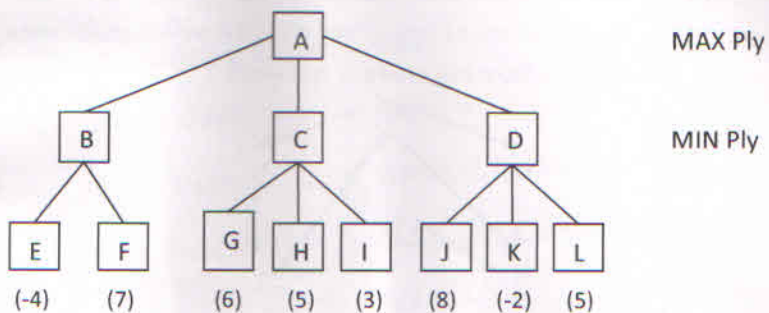 A MAX Ply
B C D MIN Ply
E F G H I J K L
(-4) (7) (6) (5) (3) (8) (-2) (5)